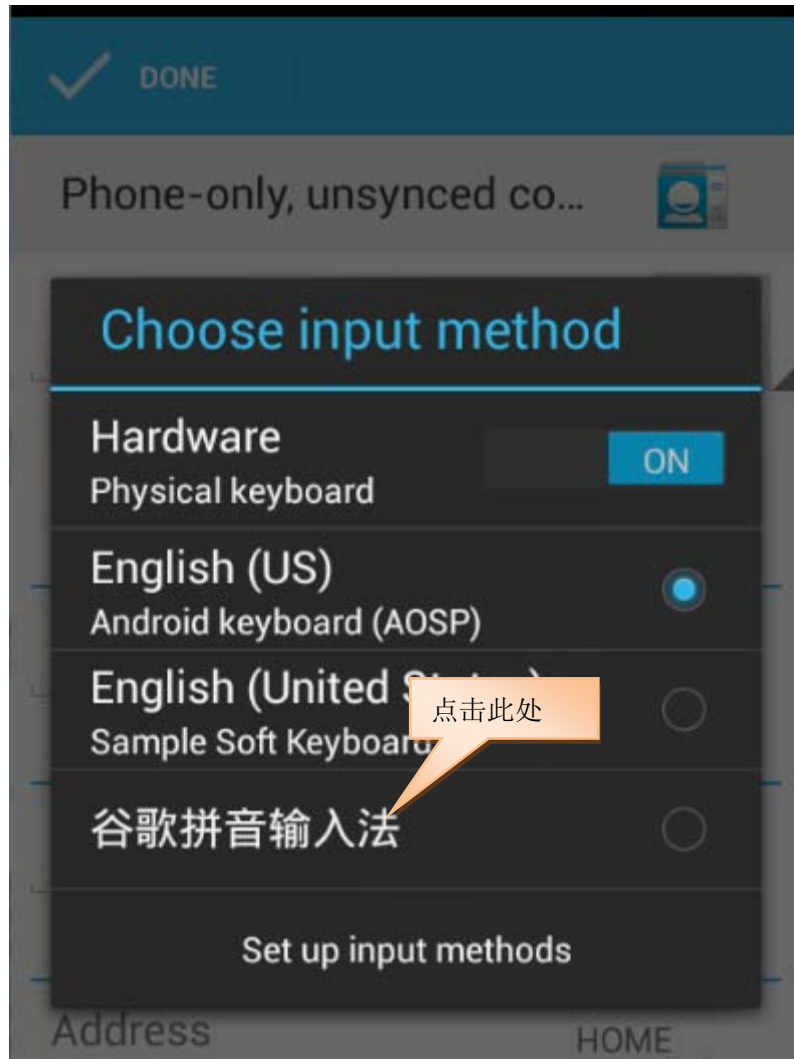 DONE
Phone-only, unsynced co...
Choose input method
Hardware
ON
Physical keyboard
English (US)
Android keyboard (AOSP)
English (United
点击此处
Sample Soft Keyboard
谷歌拼音输入法
Set up input methods
Address
HOME